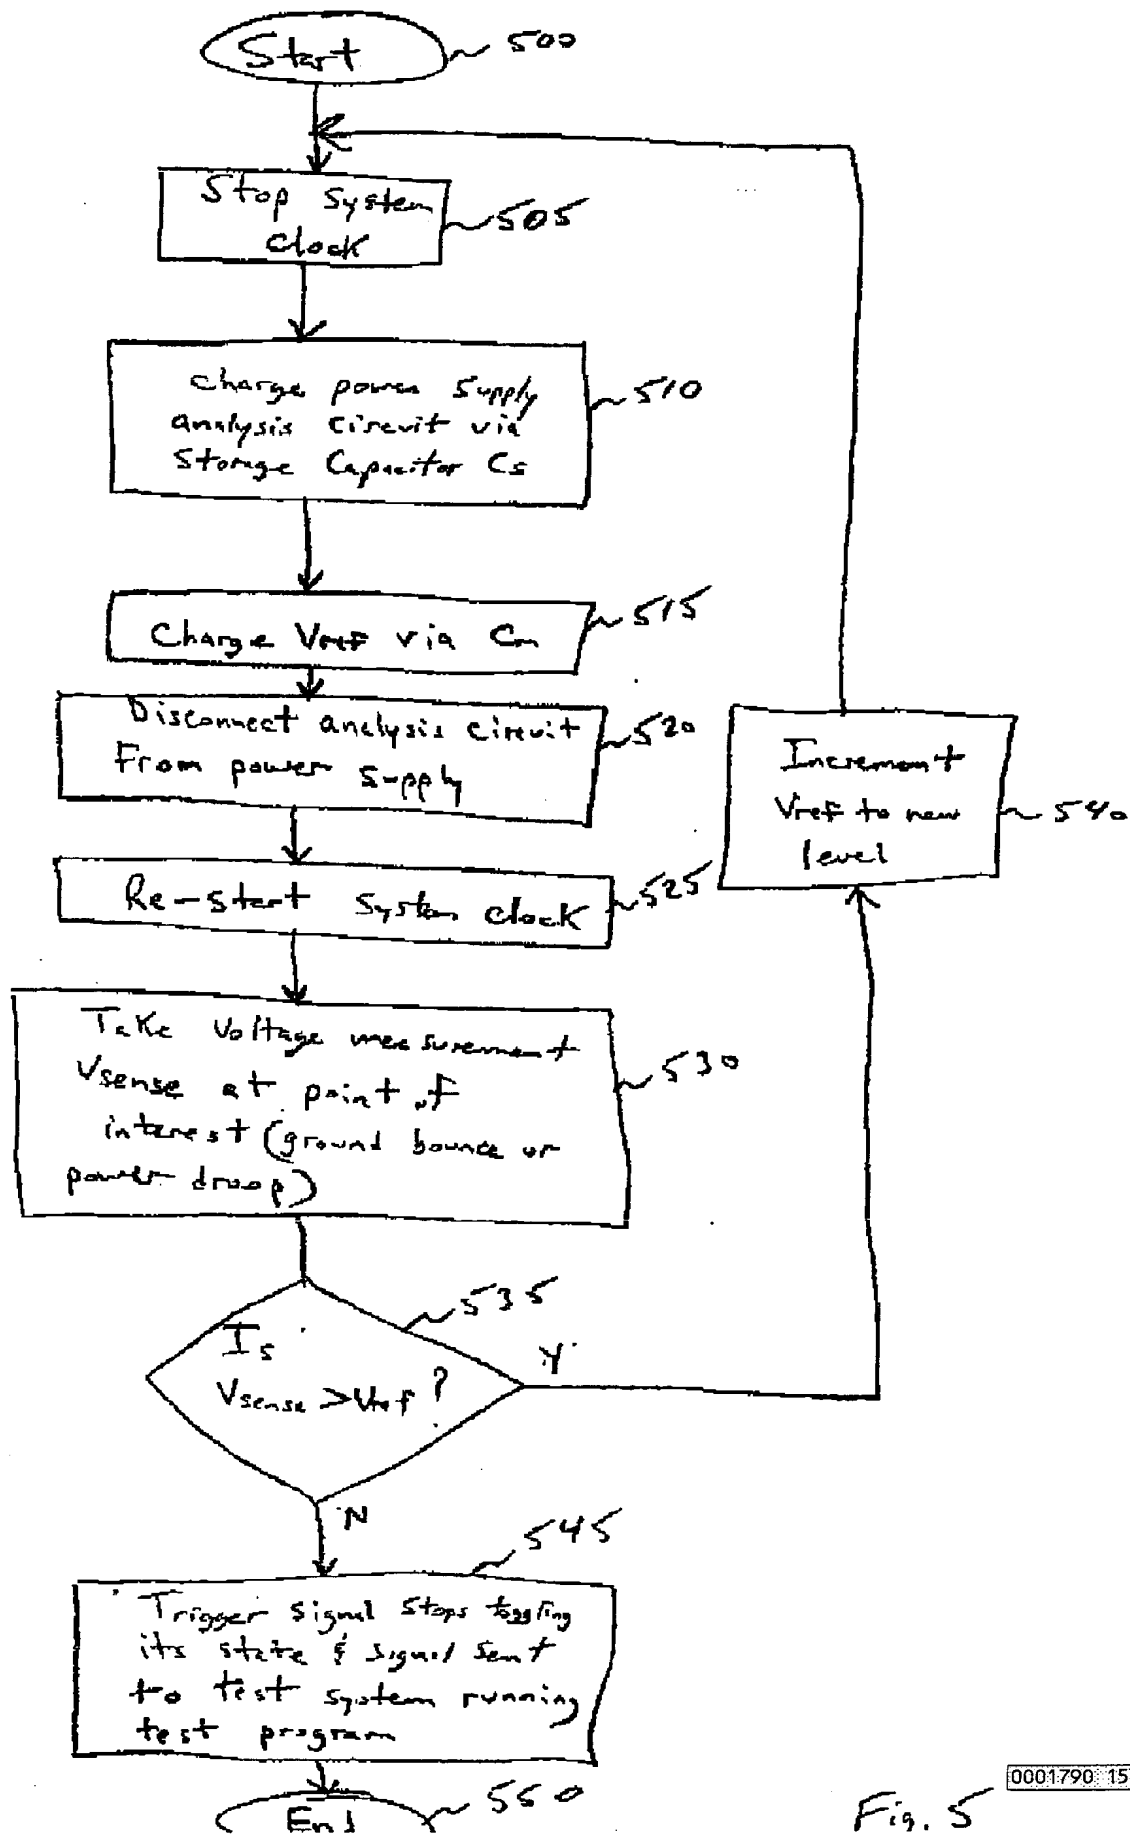 Start
500
Stop System
Clock
505
Charge power Supply
analysis circuit via
Storage Capacitor Cs
510
Charge Vref via Cm
515
Disconnect analysis circuit
From power supply
520
Re-start system clock
525
Take Voltage measurement
Vsense at point of
interest (ground bounce or
power droop)
530
Is
Vsense > Vref ?
535
Y
Increment
Vref to new
level
540
N
545
Trigger signal stops toggling
its state & signal sent
to test system running
test program
End
550
Fig. 5
0001790 15